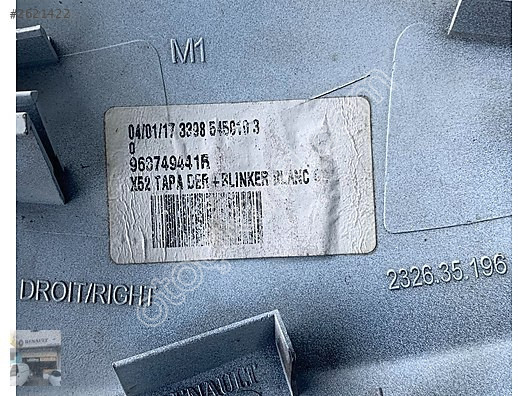 M1
04/01/17 3398 545010 3
0
963749441R
X52 TAPA DER +BLINKER BLANC
DROIT/RIGHT
2326.35.196
RENAULT